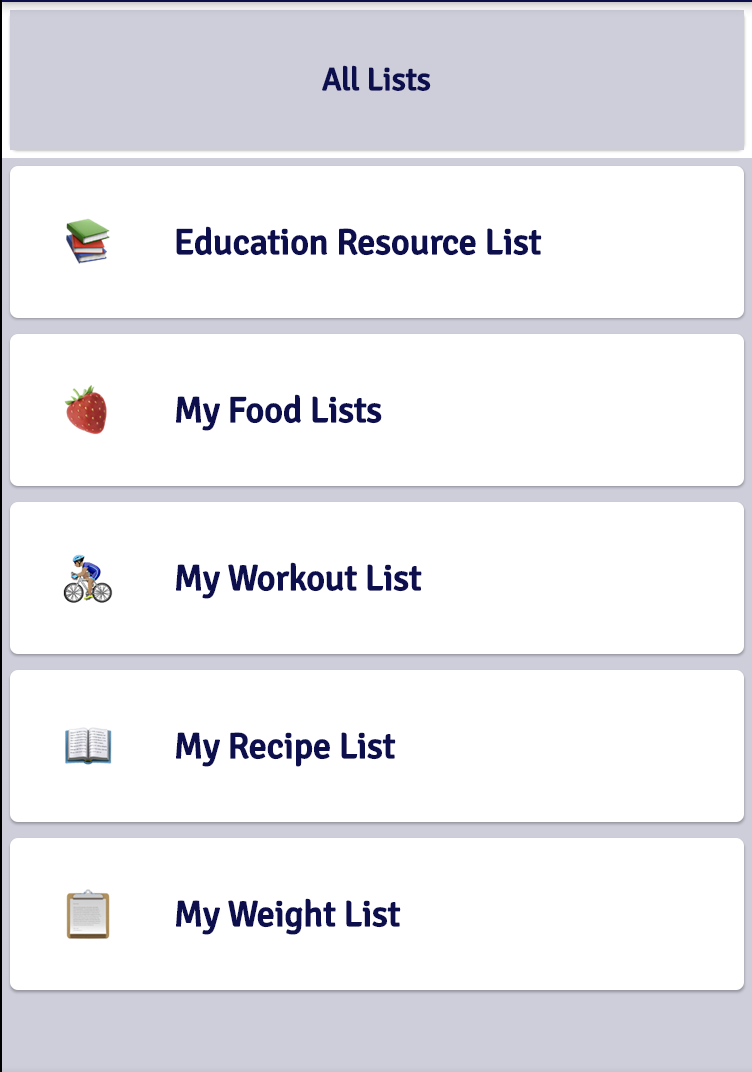 All Lists
Education Resource List
My Food Lists
My Workout List
My Recipe List
My Weight List